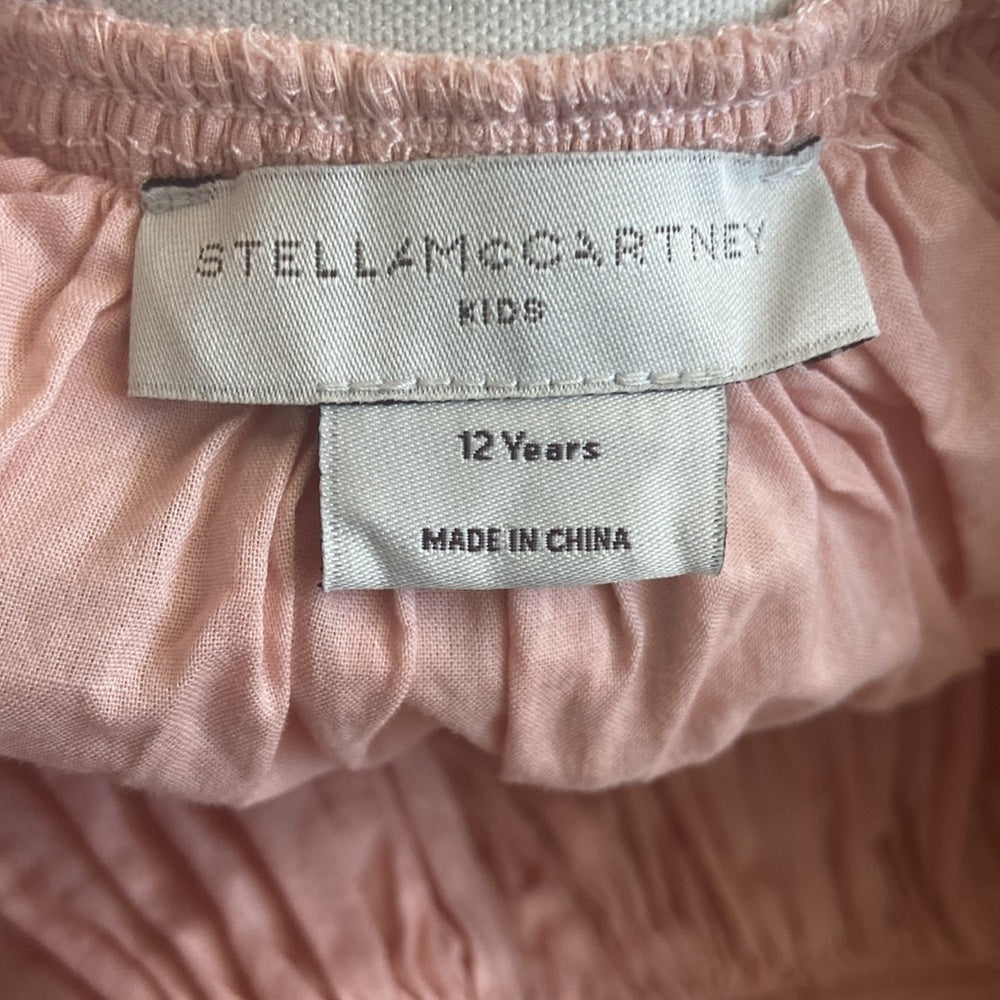 STELLAMcCARTNEY
KIDS
12 Years
MADE IN CHINA